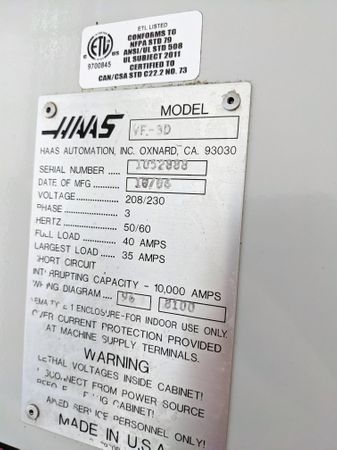 ETL LISTED
CONFORMS TO
NFPA STD 79
ANSI/UL STD 508
UL SUBJECT 2011
CERTIFIED TO
CAN/CSA STD C22.2 NO. 73
ETL
US
9700845
MODEL
HAAS VF-3D
HAAS AUTOMATION, INC. OXNARD, CA. 93030
SERIAL NUMBER
DATE OF MFG
VOLTAGE 208/230
PHASE 3
HERTZ 50/60
FULL LOAD 40 AMPS
LARGEST LOAD 35 AMPS
SHORT CIRCUIT
INTERRUPTING CAPACITY - 10,000 AMPS
WIRING DIAGRAM 96 8100
ENCLOSURE - FOR INDOOR USE ONLY
OVER CURRENT PROTECTION PROVIDED
AT MACHINE SUPPLY TERMINALS.
WARNING
LETHAL VOLTAGES INSIDE CABINET!
DISCONNECT FROM POWER SOURCE
CABINET!
SERVICE PERSONNEL ONLY!
MADE IN U.S.A